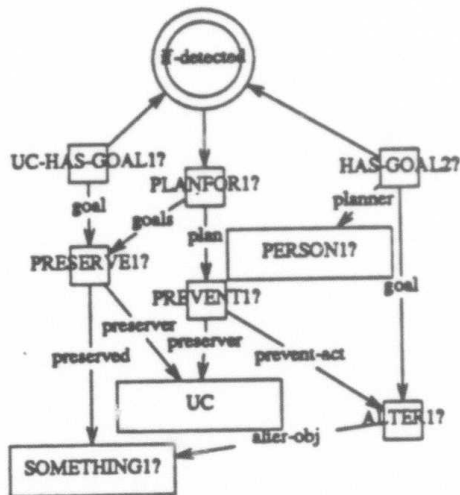 if-detected
UC-HAS-GOAL1?
PLANFOR1?
HAS-GOAL2?
goal
goals
planner
plan
PERSON1?
PRESERVE1?
PREVENT1?
goal
preserver
preserver
preserved
prevent-act
UC
ALTER1?
alter-obj
SOMETHING1?